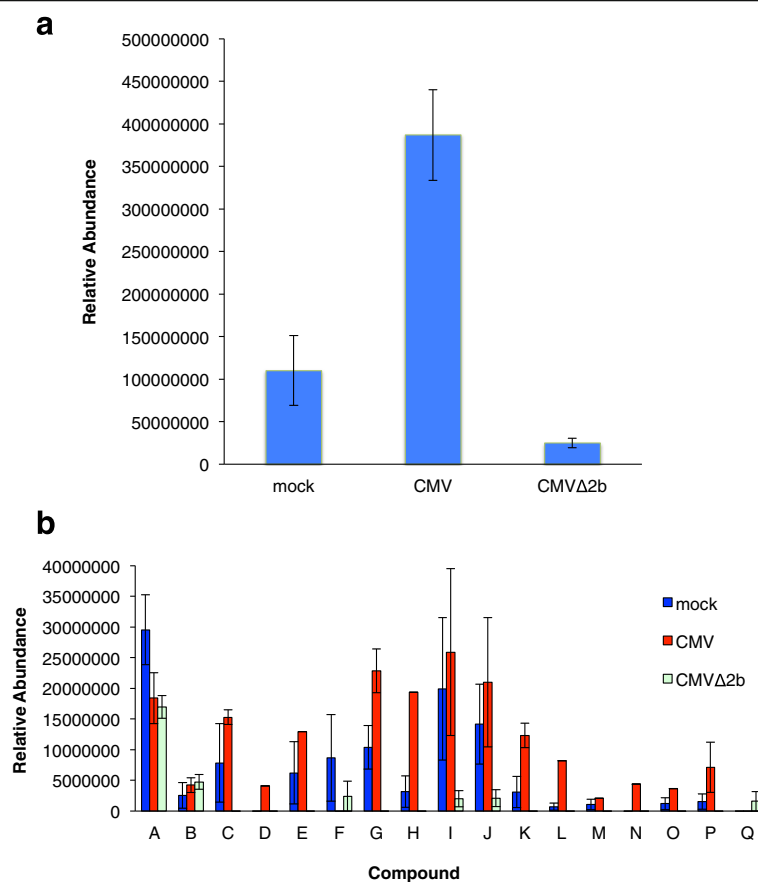 a
500000000
450000000
400000000
350000000
300000000
250000000
200000000
150000000
100000000
50000000
0
Relative Abundance
mock CMV CMVΔ2b
b
40000000
35000000
30000000
25000000
20000000
15000000
10000000
5000000
0
Relative Abundance
mock
CMV
CMVΔ2b
A B C D E F G H I J K L M N O P Q
Compound